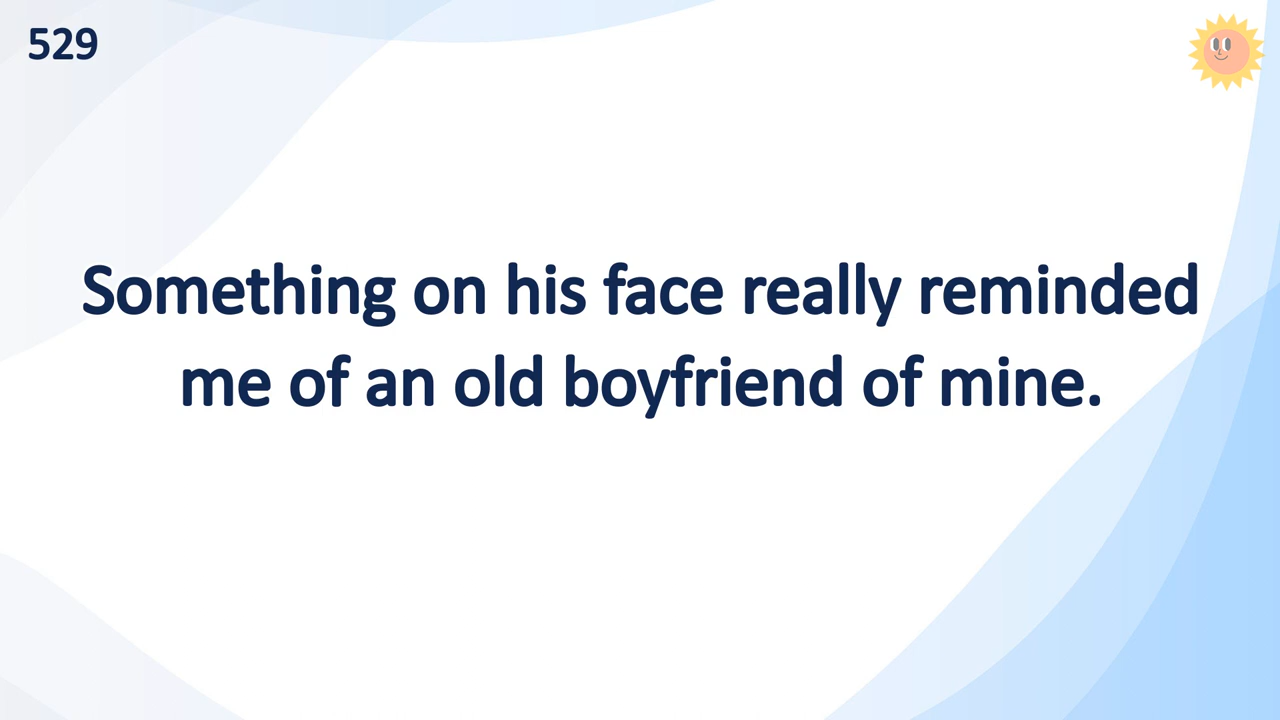 529
Something on his face really reminded
me of an old boyfriend of mine.